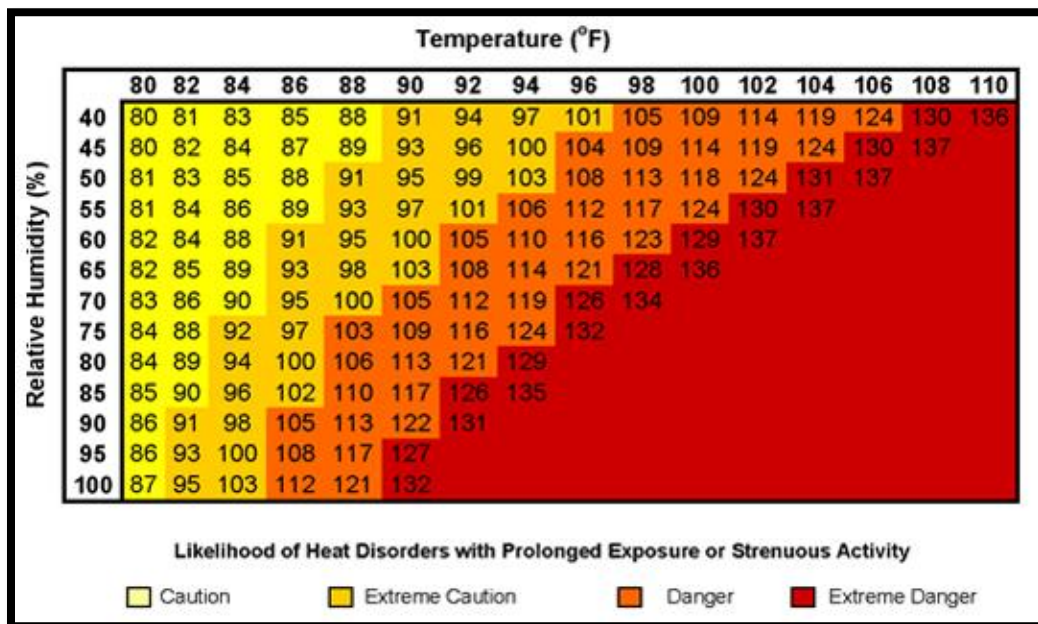 Temperature (°F)
80 82 84 86 88 90 92 94 96 98 100 102 104 106 108 110
Relative Humidity (%)
40 80 81 83 85 88 91 94 97 101 105 109 114 119 124 130 136
45 80 82 84 87 89 93 96 100 104 109 114 119 124 130 137
50 81 83 85 88 91 95 99 103 108 113 118 124 131 137
55 81 84 86 89 93 97 101 106 112 117 124 130 137
60 82 84 88 91 95 100 105 110 116 123 129 137
65 82 85 89 93 98 103 108 114 121 128 136
70 83 86 90 95 100 105 112 119 126 134
75 84 88 92 97 103 109 116 124 132
80 84 89 94 100 106 113 121 129
85 85 90 96 102 110 117 126 135
90 86 91 98 105 113 122 131
95 86 93 100 108 117 127
100 87 95 103 112 121 132
Likelihood of Heat Disorders with Prolonged Exposure or Strenuous Activity
Caution Extreme Caution Danger Extreme Danger